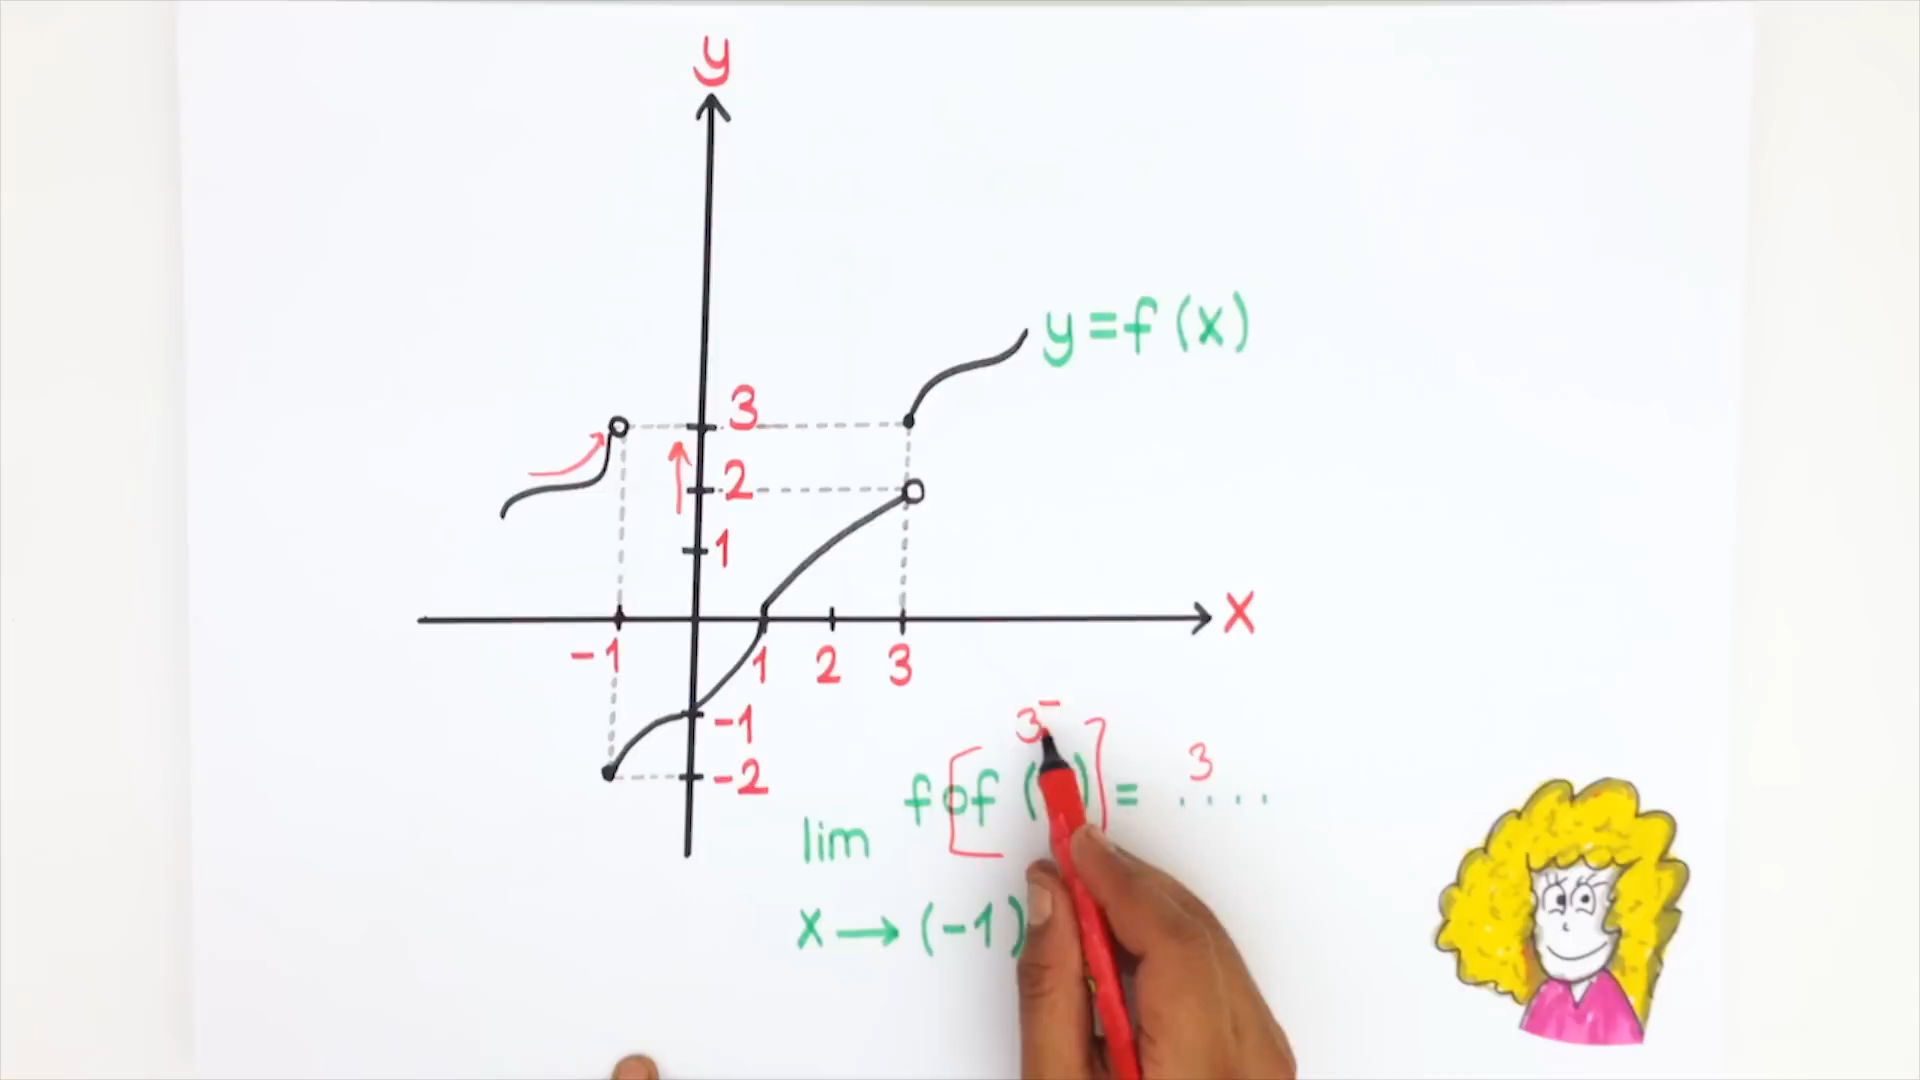 y
y=f(x)
3
2
1
x
-1 1 2 3
-1
3⁻
3
-2
fof( ) = ....
lim
x → (-1)